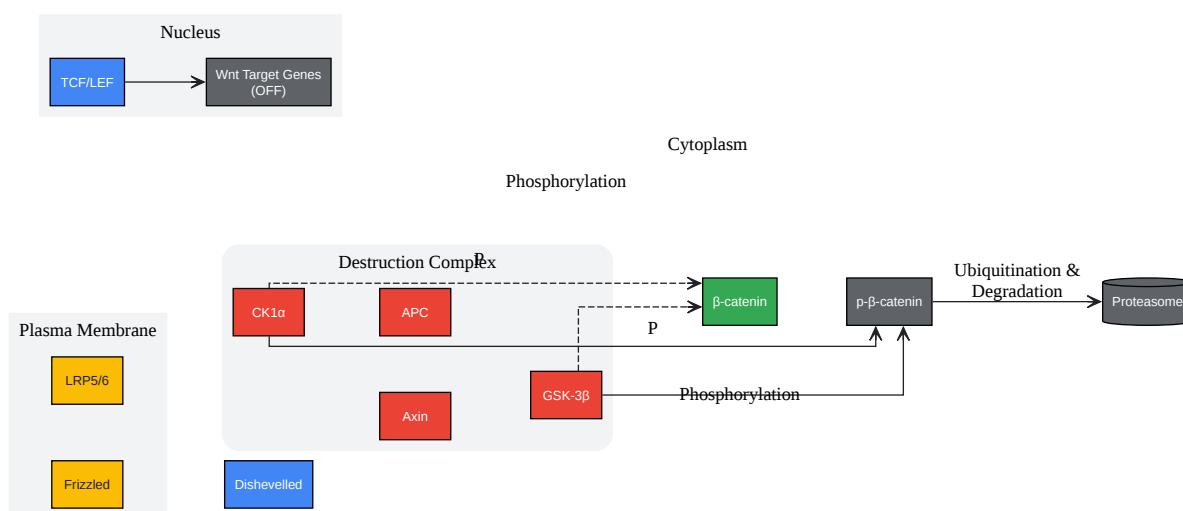 Nucleus
TCF/LEF
Wnt Target Genes
(OFF)
Cytoplasm
Phosphorylation
Destruction Complex
P
CK1α
APC
β-catenin
p-β-catenin
Ubiquitination &
Degradation
Proteasome
Plasma Membrane
P
LRP5/6
GSK-3β
Phosphorylation
Axin
Frizzled
Dishevelled